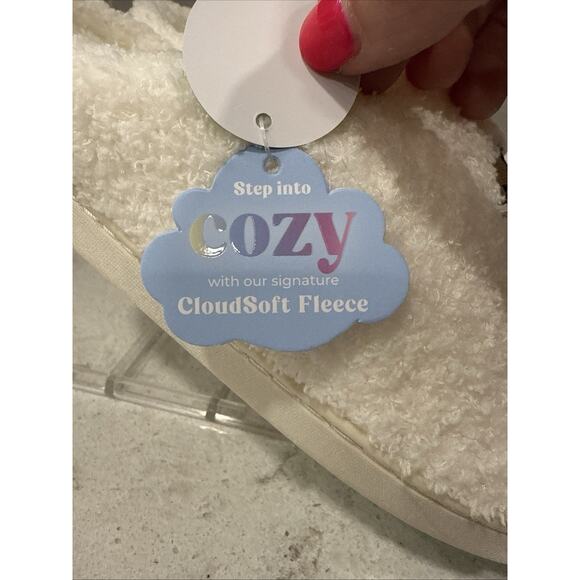 Step into
cozy
with our signature
CloudSoft Fleece